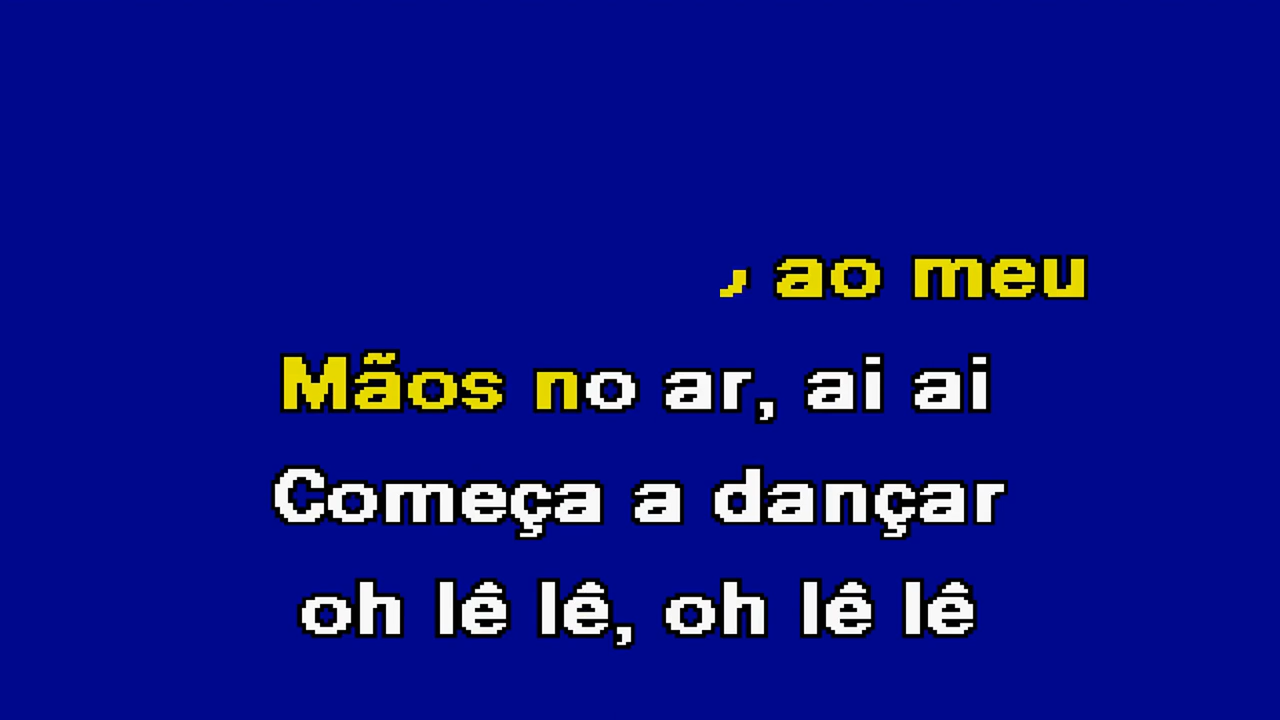 ao meu
Mãos no ar, ai ai
Começa a dançar
oh lê lê, oh lê lê